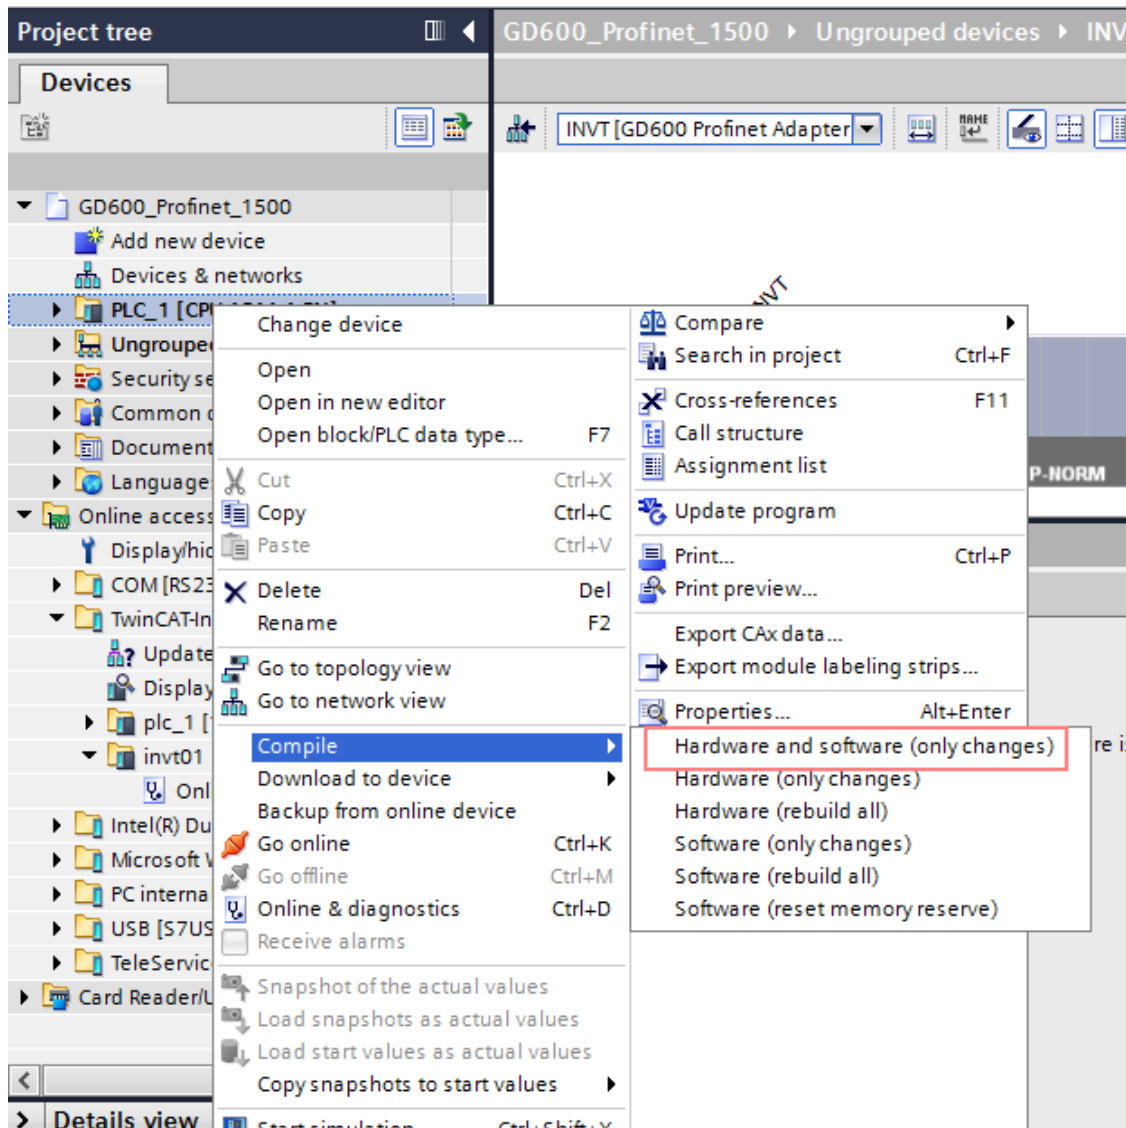 Project tree
GD600_Profinet_1500 Ungrouped devices INV
Devices
NAME
INVT [GD600 Profinet Adapter
GD600_Profinet_1500
Add new device
Devices & networks
INVT
PLC_1 [CP
Ungroupe
Security se
Common
Document
Language
Online access
Display/hid
COM [RS23
TwinCAT-In
Update
Display
plc_1 [
invt01
Onl
Intel(R) Du
Microsoft W
PC interna
USB [S7US
TeleServic
Card Reader/U
Details view
Change device
Open
Open in new editor
Open block/PLC data type... F7
Cut Ctrl+X
Copy Ctrl+C
Paste Ctrl+V
Delete Del
Rename F2
Go to topology view
Go to network view
Compile
Download to device
Backup from online device
Go online Ctrl+K
Go offline Ctrl+M
Online & diagnostics Ctrl+D
Receive alarms
Snapshot of the actual values
Load snapshots as actual values
Load start values as actual values
Copy snapshots to start values
Start simulation Ctrl+Shift+X
Compare
Search in project Ctrl+F
Cross-references F11
Call structure
Assignment list
Update program
Print... Ctrl+P
Print preview...
Export CAx data...
Export module labeling strips...
Properties... Alt+Enter
Hardware and software (only changes)
Hardware (only changes)
Hardware (rebuild all)
Software (only changes)
Software (rebuild all)
Software (reset memory reserve)
P-NORM
re i